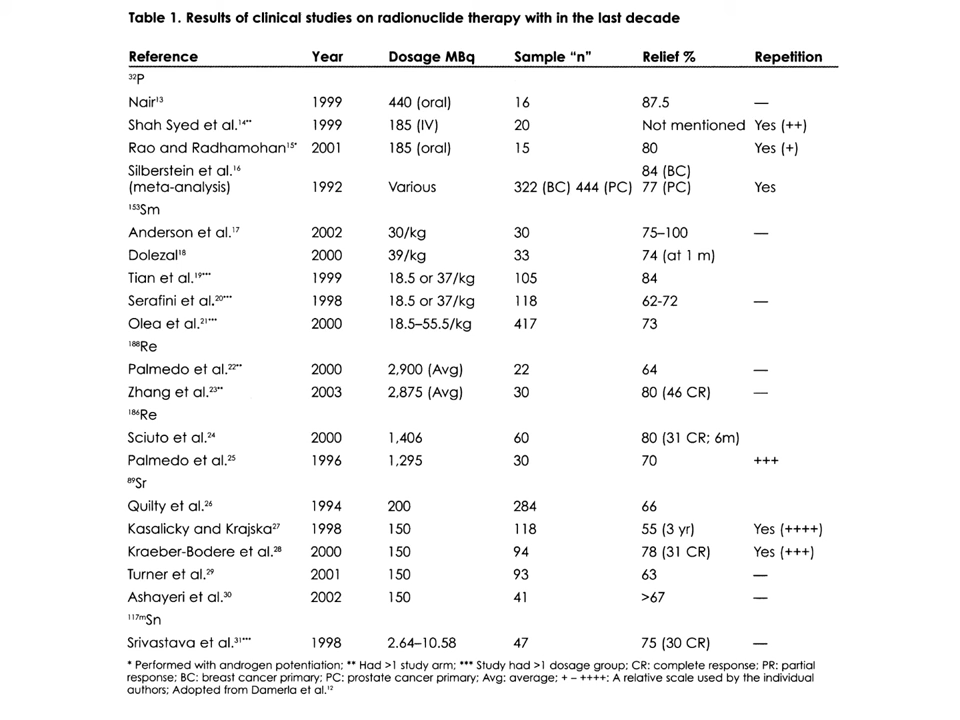 Table 1. Results of clinical studies on radionuclide therapy with in the last decade
Reference Year Dosage MBq Sample “n” Relief % Repetition
³²P
Nair¹³ 1999 440 (oral) 16 87.5 —
Shah Syed et al.¹⁴** 1999 185 (IV) 20 Not mentioned Yes (++)
Rao and Radhamohan¹⁵* 2001 185 (oral) 15 80 Yes (+)
Silberstein et al.¹⁶ 84 (BC)
(meta-analysis) 1992 Various 322 (BC) 444 (PC) 77 (PC) Yes
¹⁵³Sm
Anderson et al.¹⁷ 2002 30/kg 30 75–100 —
Dolezal¹⁸ 2000 39/kg 33 74 (at 1 m)
Tian et al.¹⁹*** 1999 18.5 or 37/kg 105 84
Serafini et al.²⁰*** 1998 18.5 or 37/kg 118 62-72 —
Olea et al.²¹*** 2000 18.5–55.5/kg 417 73
¹⁸⁸Re
Palmedo et al.²²** 2000 2,900 (Avg) 22 64 —
Zhang et al.²³** 2003 2,875 (Avg) 30 80 (46 CR) —
¹⁸⁶Re
Sciuto et al.²⁴ 2000 1,406 60 80 (31 CR; 6m)
Palmedo et al.²⁵ 1996 1,295 30 70 +++
⁸⁹Sr
Quilty et al.²⁶ 1994 200 284 66
Kasalicky and Krajska²⁷ 1998 150 118 55 (3 yr) Yes (++++)
Kraeber-Bodere et al.²⁸ 2000 150 94 78 (31 CR) Yes (+++)
Turner et al.²⁹ 2001 150 93 63 —
Ashayeri et al.³⁰ 2002 150 41 >67 —
¹¹⁷ᵐSn
Srivastava et al.³¹*** 1998 2.64–10.58 47 75 (30 CR) —
* Performed with androgen potentiation; ** Had >1 study arm; *** Study had >1 dosage group; CR: complete response; PR: partial
response; BC: breast cancer primary; PC: prostate cancer primary; Avg: average; + – ++++; A relative scale used by the individual
authors; Adopted from Damerla et al.¹²